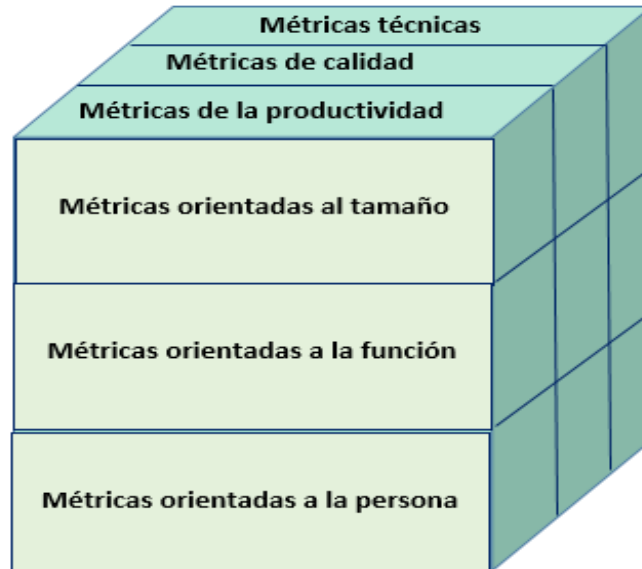 Métricas técnicas
Métricas de calidad
Métricas de la productividad
Métricas orientadas al tamaño
Métricas orientadas a la función
Métricas orientadas a la persona